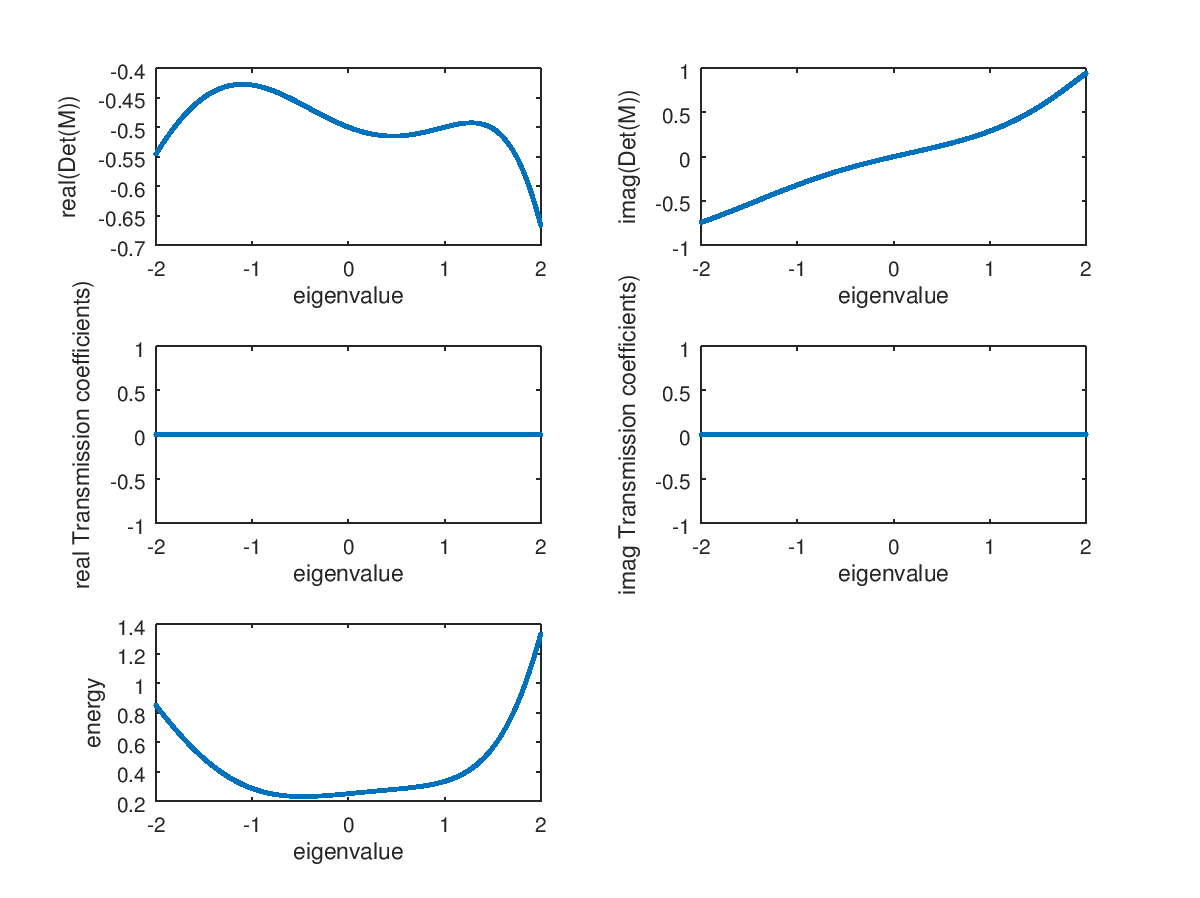 real(Det(M))
-0.4
-0.45
-0.5
-0.55
-0.6
-0.65
-0.7
-2 -1 0 1 2
eigenvalue
imag(Det(M))
1
0.5
0
-0.5
-1
-2 -1 0 1 2
eigenvalue
real Transmission coefficients)
1
0.5
0
-0.5
-1
-2 -1 0 1 2
eigenvalue
imag Transmission coefficients)
1
0.5
0
-0.5
-1
-2 -1 0 1 2
eigenvalue
energy
1.4
1.2
1
0.8
0.6
0.4
0.2
-2 -1 0 1 2
eigenvalue